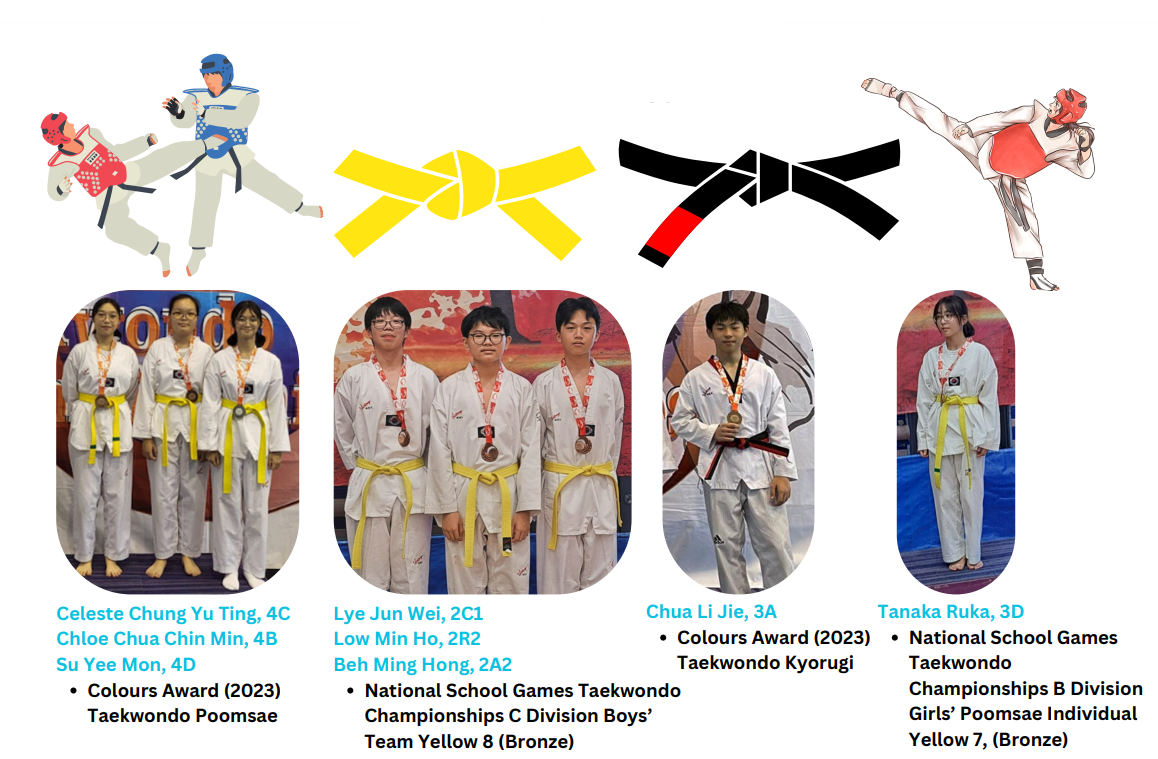 Celeste Chung Yu Ting, 4C
Chloe Chua Chin Min, 4B
Su Yee Mon, 4D
• Colours Award (2023)
Taekwondo Poomsae
Lye Jun Wei, 2C1
Low Min Ho, 2R2
Beh Ming Hong, 2A2
• National School Games Taekwondo
Championships C Division Boys’
Team Yellow 8 (Bronze)
Chua Li Jie, 3A
• Colours Award (2023)
Taekwondo Kyorugi
Tanaka Ruka, 3D
• National School Games
Taekwondo
Championships B Division
Girls’ Poomsae Individual
Yellow 7, (Bronze)